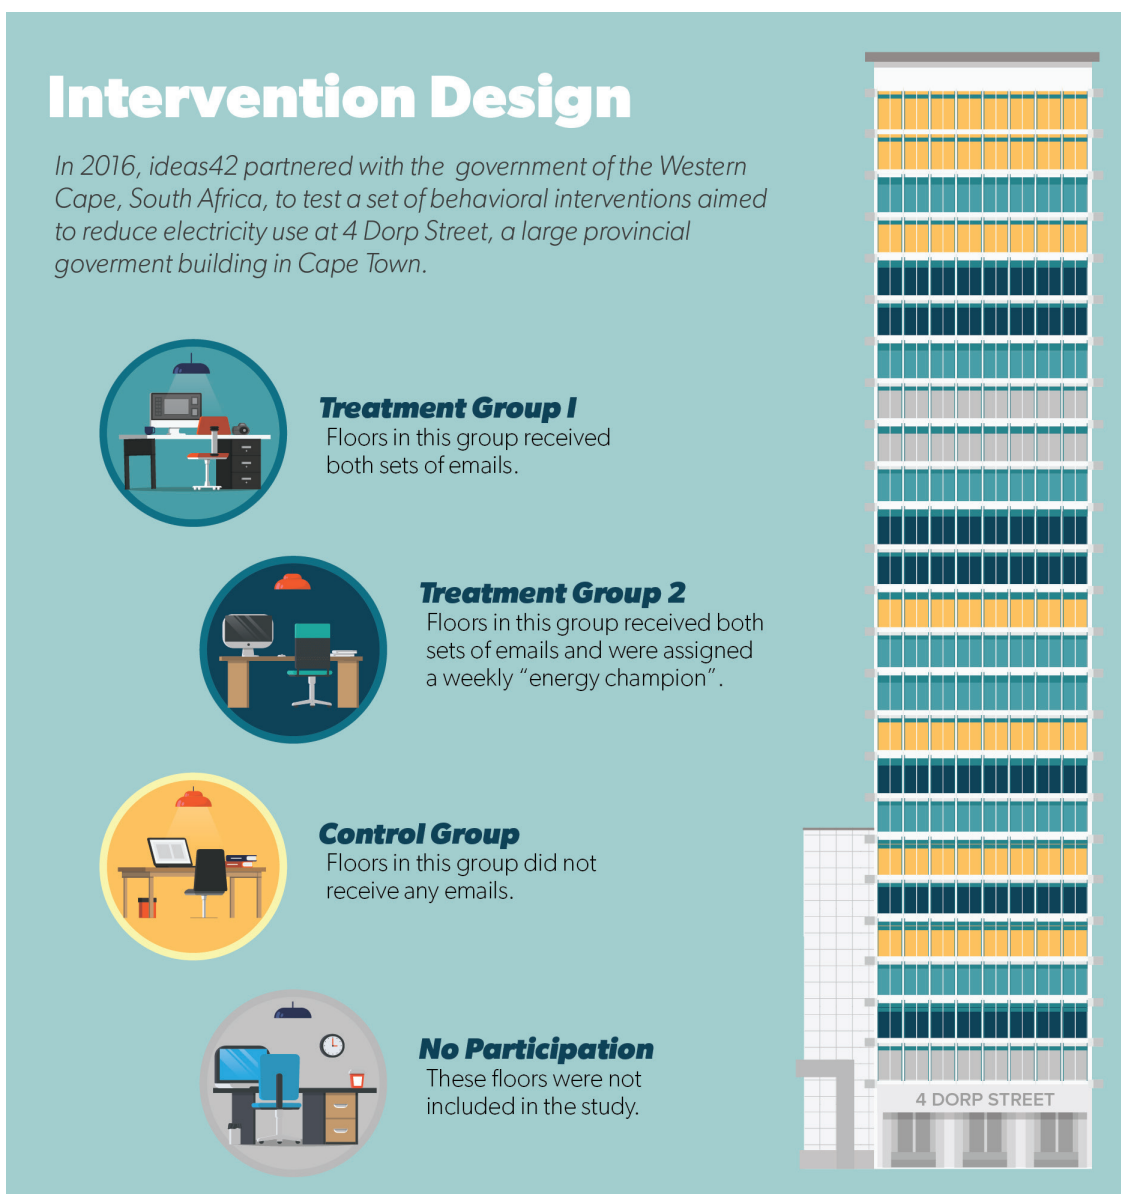 Intervention Design
In 2016, ideas42 partnered with the government of the Western
Cape, South Africa, to test a set of behavioral interventions aimed
to reduce electricity use at 4 Dorp Street, a large provincial
goverment building in Cape Town.
Treatment Group 1
Floors in this group received
both sets of emails.
Treatment Group 2
Floors in this group received both
sets of emails and were assigned
a weekly “energy champion”.
Control Group
Floors in this group did not
receive any emails.
No Participation
These floors were not
included in the study.
4 DORP STREET